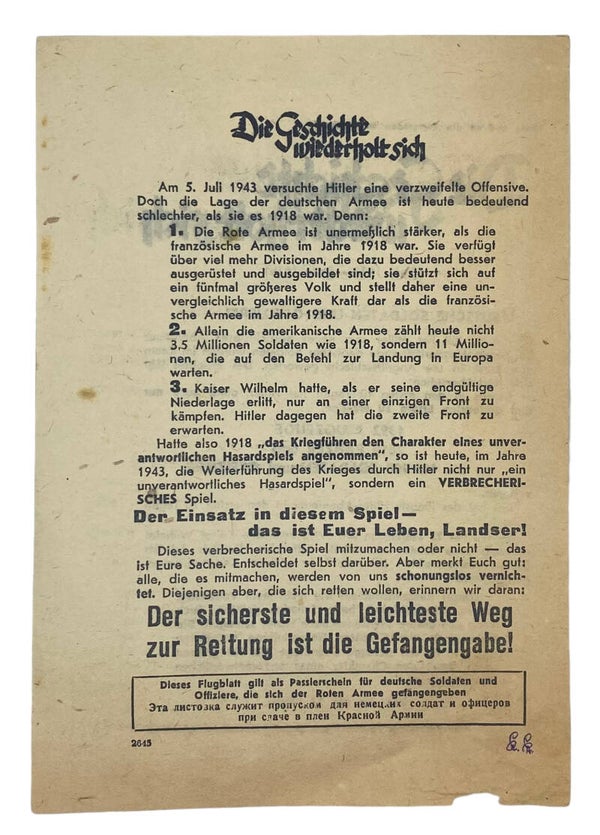 Die Geschichte
wiederholt sich
Am 5. Juli 1943 versuchte Hitler eine verzweifelte Offensive.
Doch die Lage der deutschen Armee ist heute bedeutend
schlechter, als sie es 1918 war. Denn:
1. Die Rote Armee ist unermeßlich stärker, als die
französische Armee im Jahre 1918 war. Sie verfügt
über viel mehr Divisionen, die dazu bedeutend besser
ausgerüstet und ausgebildet sind; sie stützt sich auf
ein fünfmal größeres Volk und stellt daher eine un-
vergleichlich gewaltigere Kraft dar als die französi-
sche Armee im Jahre 1918.
2. Allein die amerikanische Armee zählt heute nicht
3,5 Millionen Soldaten wie 1918, sondern 11 Millio-
nen, die auf den Befehl zur Landung in Europa
warten.
3. Kaiser Wilhelm hatte, als er seine endgültige
Niederlage erlitt, nur an einer einzigen Front zu
kämpfen. Hitler dagegen hat die zweite Front zu
erwarten.
Hatte also 1918 „das Kriegführen den Charakter eines unver-
antwortlichen Hasardspiels angenommen", so ist heute, im Jahre
1943, die Weiterführung des Krieges durch Hitler nicht nur „ein
unverantwortliches Hasardspiel", sondern ein VERBRECHERI-
SCHES Spiel.
Der Einsatz in diesem Spiel—
das ist Euer Leben, Landser!
Dieses verbrecherische Spiel mitzumachen oder nicht — das
ist Eure Sache. Entscheidet selbst darüber. Aber merkt Euch gut:
alle, die es mitmachen, werden von uns schonungslos vernich-
tet. Diejenigen aber, die sich retten wollen, erinnern wir daran:
Der sicherste und leichteste Weg
zur Rettung ist die Gefangengabe!
Dieses Flugblatt gilt als Passierschein für deutsche Soldaten und
Offiziere, die sich der Roten Armee gefangengeben
Эта листовка служит пропуском для немецких солдат и офицеров
при сдаче в плен Красной Армии
2645